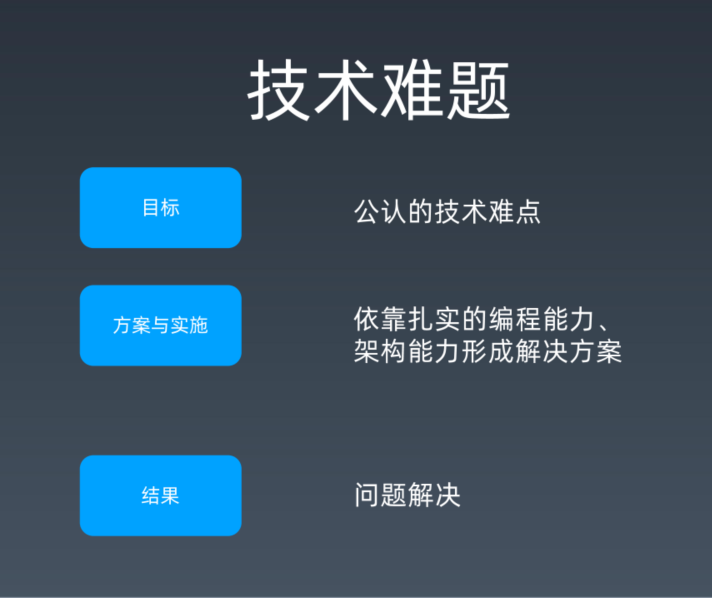 技术难题
目标
公认的技术难点
方案与实施
依靠扎实的编程能力、
架构能力形成解决方案
结果
问题解决